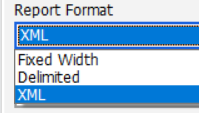 Report Format
XML
Fixed Width
Delimited
XML